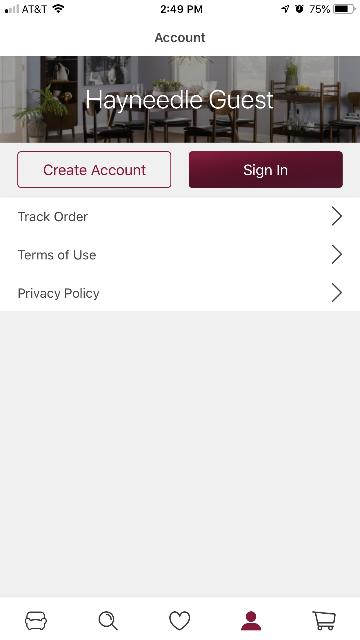 AT&T 2:49 PM 75%
Account
Hayneedle Guest
Create Account Sign In
Track Order
Terms of Use
Privacy Policy